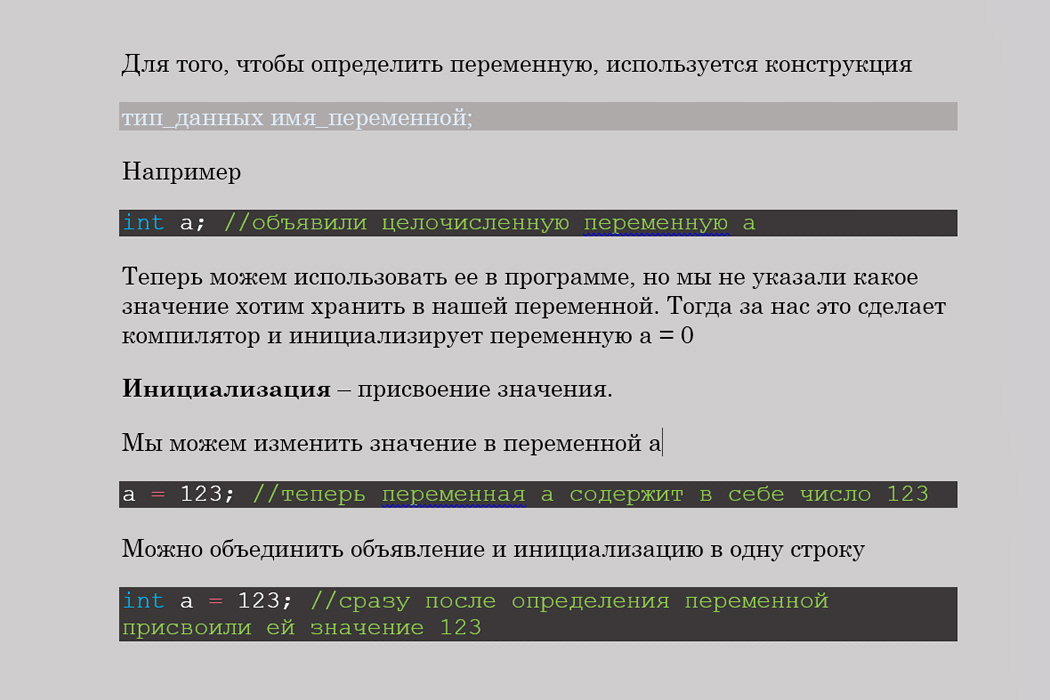 Для того, чтобы определить переменную, используется конструкция
тип_данных имя_переменной;
Например
int a; //объявили целочисленную переменную a
Теперь можем использовать ее в программе, но мы не указали какое
значение хотим хранить в нашей переменной. Тогда за нас это сделает
компилятор и инициализирует переменную a = 0
Инициализация – присвоение значения.
Мы можем изменить значение в переменной a
a = 123; //теперь переменная a содержит в себе число 123
Можно объединить объявление и инициализацию в одну строку
int a = 123; //сразу после определения переменной
присвоили ей значение 123